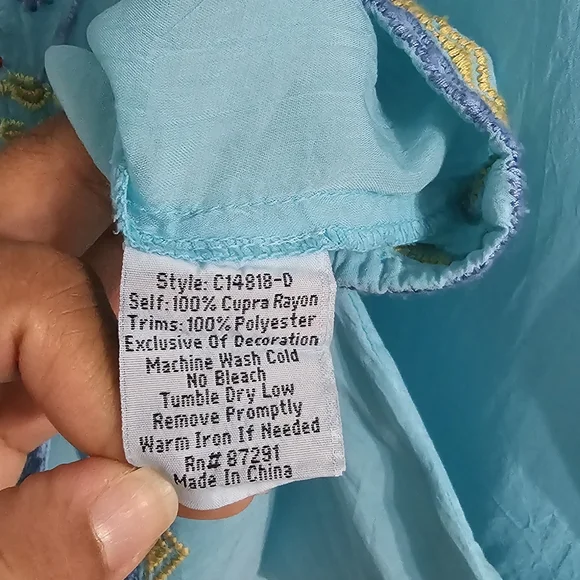 Style: C14818-D
Self: 100% Cupra Rayon
Trims: 100% Polyester
Exclusive Of Decoration
Machine Wash Cold
No Bleach
Tumble Dry Low
Remove Promptly
Warm Iron If Needed
Rn# 87291
Made In China